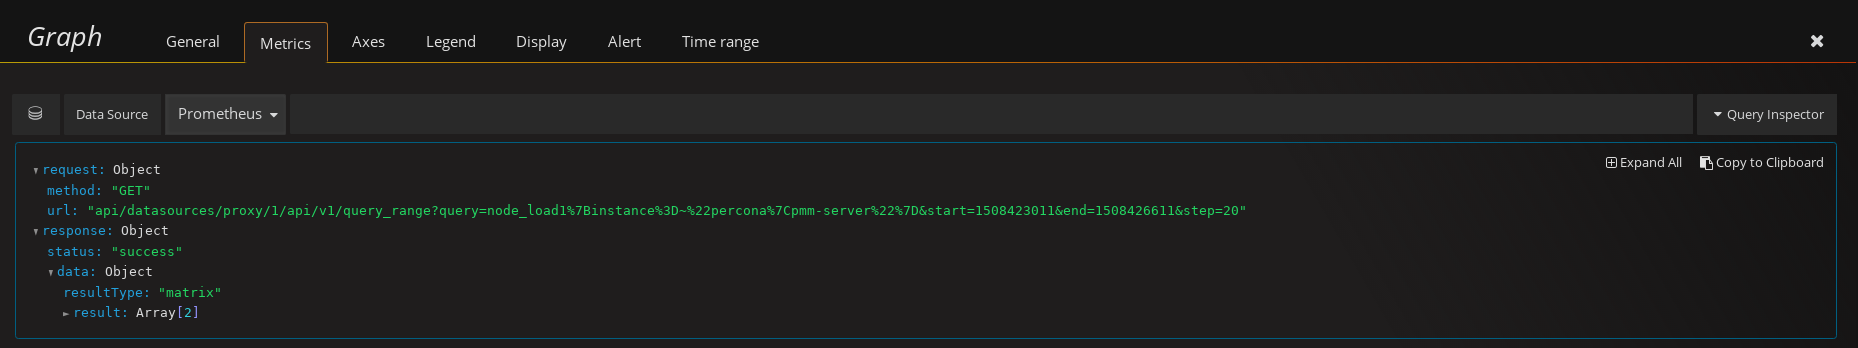 Graph General Metrics Axes Legend Display Alert Time range
Data Source Prometheus Query Inspector
Expand All Copy to Clipboard
request: Object
method: "GET"
url: "api/datasources/proxy/1/api/v1/query_range?query=node_load1%7Binstance%3D~%22percona%7Cpmm-server%22%7D&start=1508423011&end=1508426611&step=20"
response: Object
status: "success"
data: Object
resultType: "matrix"
result: Array[2]